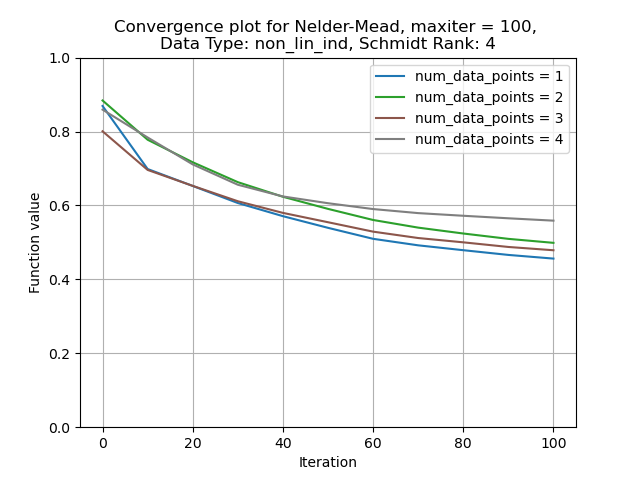 Convergence plot for Nelder-Mead, maxiter = 100,
Data Type: non_lin_ind, Schmidt Rank: 4
num_data_points = 1
num_data_points = 2
num_data_points = 3
num_data_points = 4
Function value
1.0
0.8
0.6
0.4
0.2
0.0
0 20 40 60 80 100
Iteration